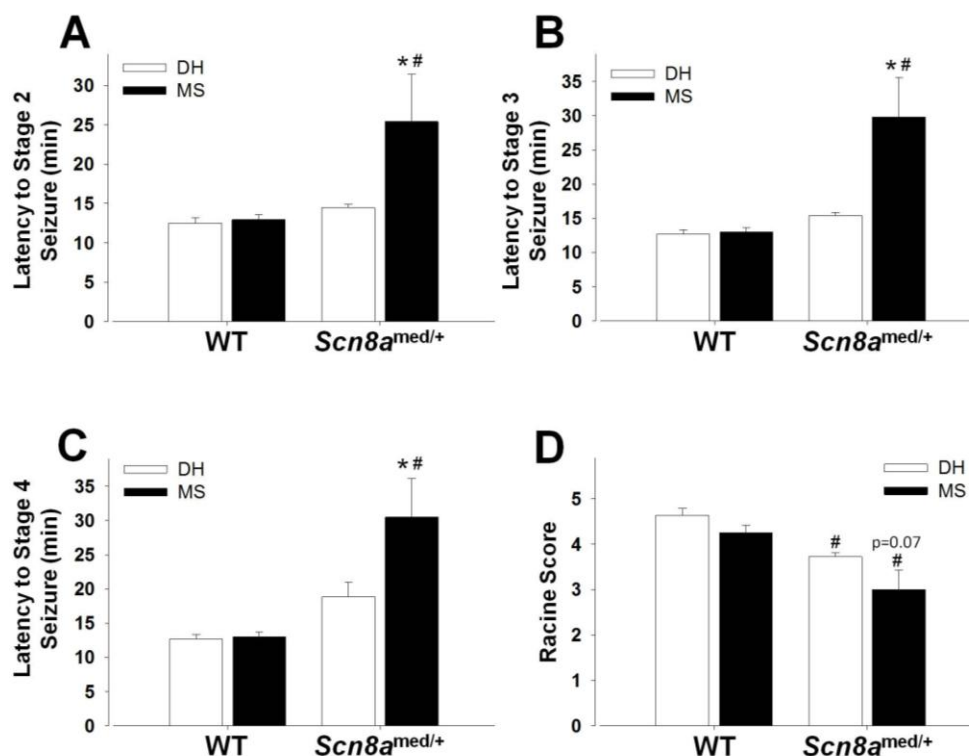 A
DH
MS
*#
Latency to Stage 2
Seizure (min)
30
25
20
15
10
5
0
WT
Scn8amed/+
B
DH
MS
*#
Latency to Stage 3
Seizure (min)
35
30
25
20
15
10
5
0
WT
Scn8amed/+
C
DH
MS
*#
Latency to Stage 4
Seizure (min)
35
30
25
20
15
10
5
0
WT
Scn8amed/+
D
DH
MS
#
p=0.07
#
Racine Score
5
4
3
2
1
0
WT
Scn8amed/+